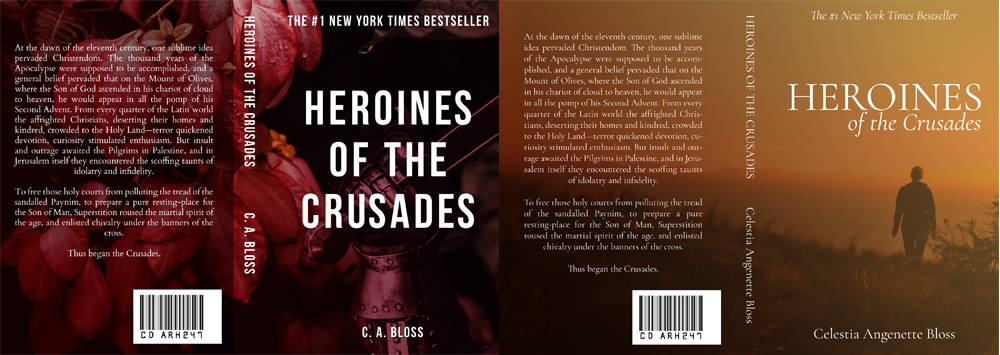 At the dawn of the eleventh century, one sublime idea
pervaded Christendom. The thousand years of the
Apocalypse were supposed to be accomplished, and a
general belief pervaded that on the Mount of Olives,
where the Son of God ascended in his chariot of cloud
to heaven, he would appear in all the pomp of his
Second Advent. From every quarter of the Latin world
the affrighted Christians, deserting their homes and
kindred, crowded to the Holy Land—terror quickened
devotion, curiosity stimulated enthusiasm. But insult
and outrage awaited the Pilgrims in Palestine, and in
Jerusalem itself they encountered the scoffing taunts of
idolatry and infidelity.
To free those holy courts from polluting the tread of the
sandalled Paynim, to prepare a pure resting-place for
the Son of Man, Superstition roused the martial spirit of
the age, and enlisted chivalry under the banners of the
cross.
Thus began the Crusades.
CD ARH247
HEROINES OF THE CRUSADES
C. A. BLOSS
THE #1 NEW YORK TIMES BESTSELLER
HEROINES
OF THE
CRUSADES
C. A. BLOSS
At the dawn of the eleventh century, one sublime idea
pervaded Christendom. The thousand years of the
Apocalypse were supposed to be accom-
plished, and a general belief pervaded that on the
Mount of Olives, where the Son of God ascended
in his chariot of cloud to heaven, he would appear
in all the pomp of his Second Advent. From every
quarter of the Latin world the affrighted Chris-
tians, deserting their homes and kindred, crowded
to the Holy Land—terror quickened devotion, cu-
riosity stimulated enthusiasm. But insult and out-
rage awaited the Pilgrims in Palestine, and in Jeru-
salem itself they encountered the scoffing taunts
of idolatry and infidelity.
To free those holy courts from polluting the tread
of the sandalled Paynim, to prepare a pure
resting-place for the Son of Man, Superstition
roused the martial spirit of the age, and enlisted
chivalry under the banners of the cross.
Thus began the Crusades.
CD ARH247
HEROINES OF THE CRUSADES
Celestia Angenette Bloss
The #1 New York Times Bestseller
HEROINES
of the Crusades
Celestia Angenette Bloss